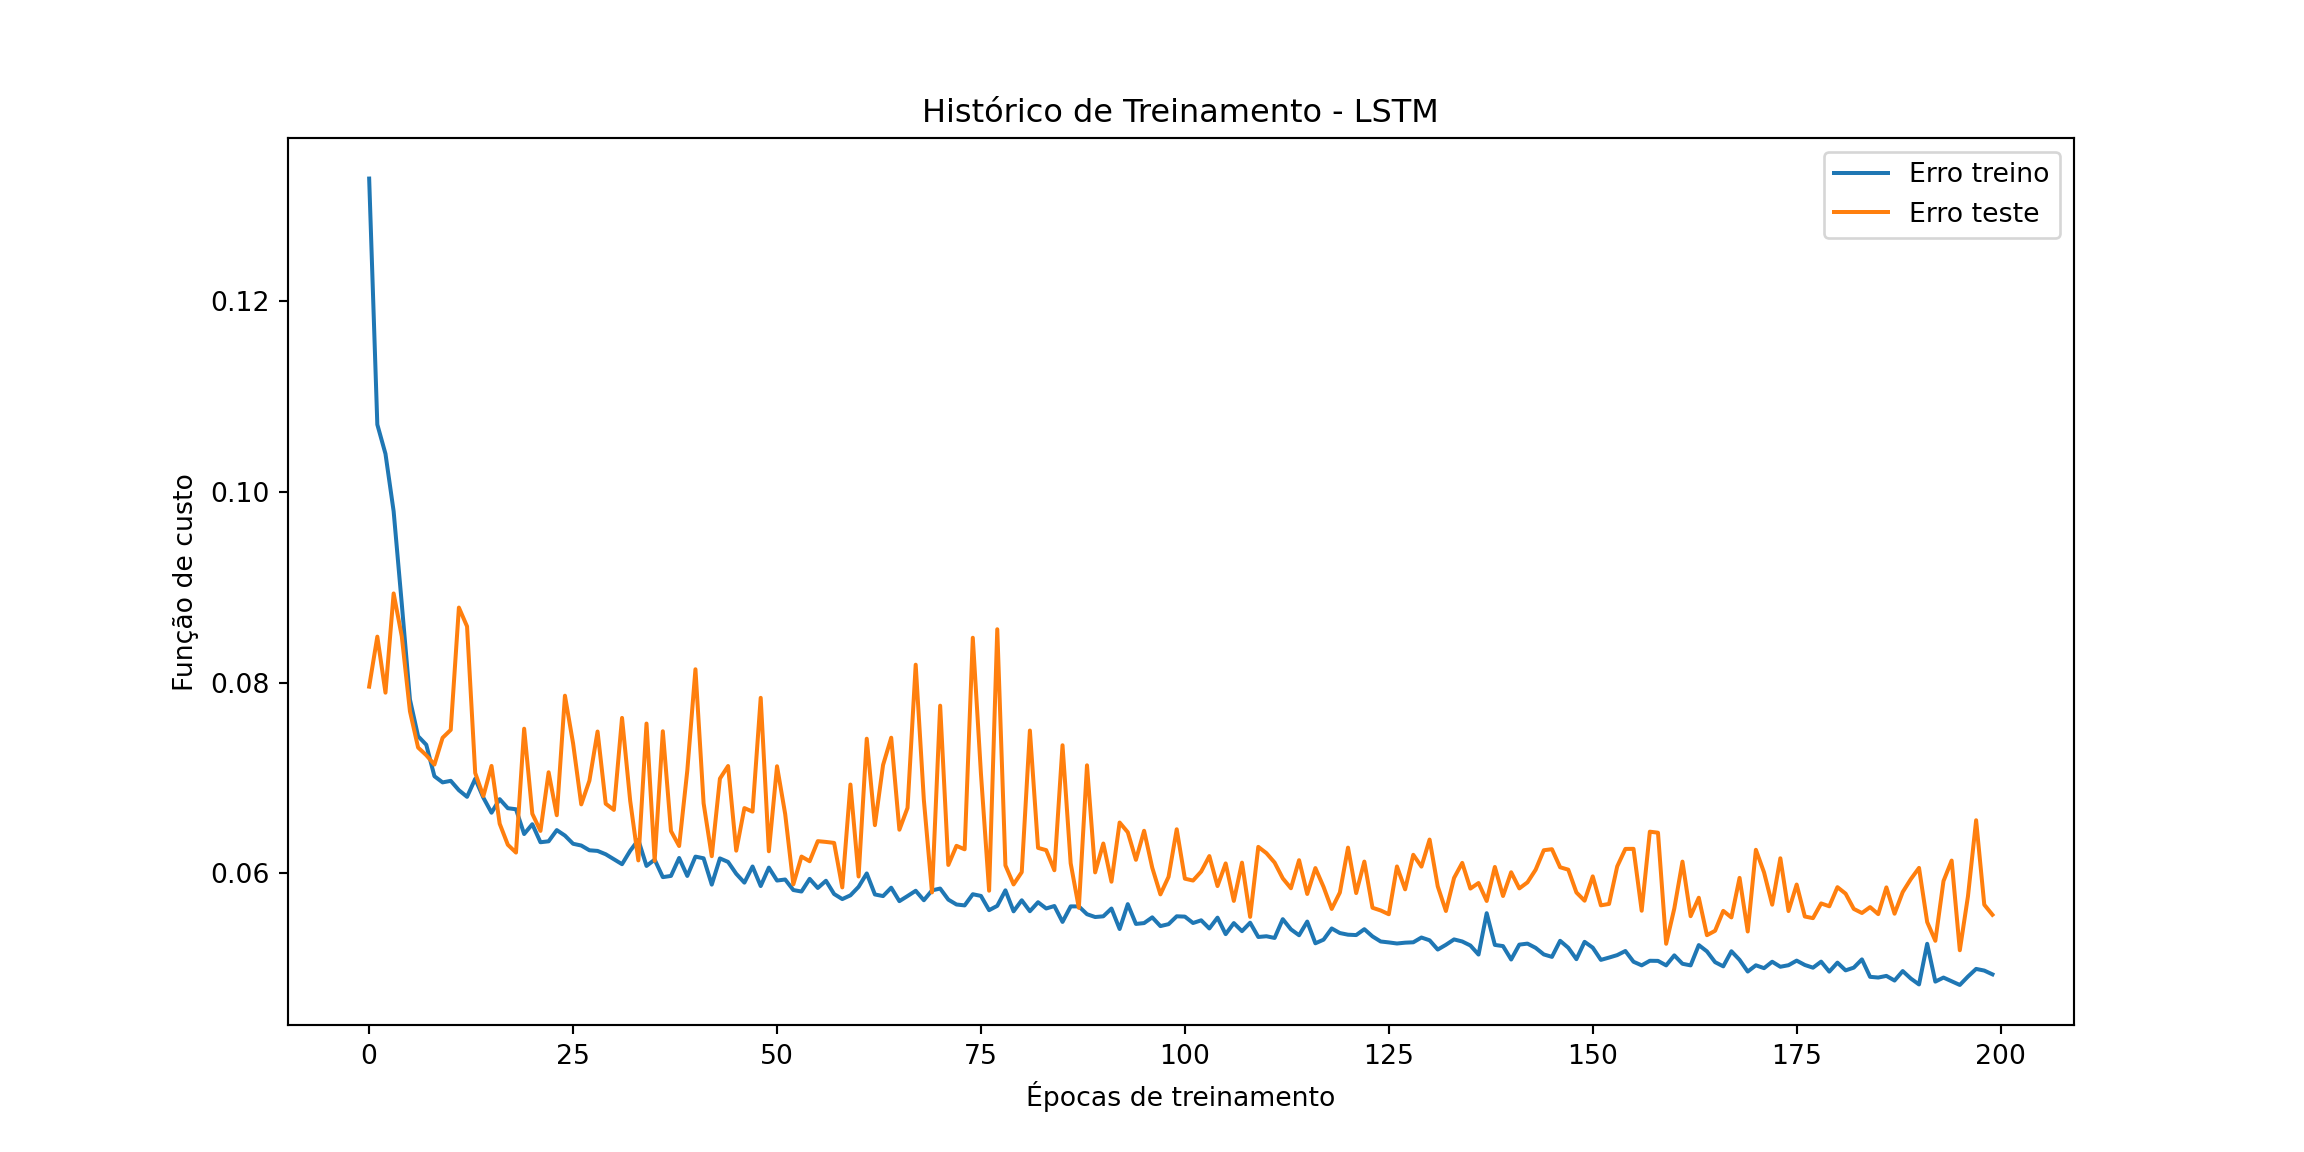 Histórico de Treinamento - LSTM
Erro treino
Erro teste
Função de custo
0.12
0.10
0.08
0.06
0 25 50 75 100 125 150 175 200
Épocas de treinamento